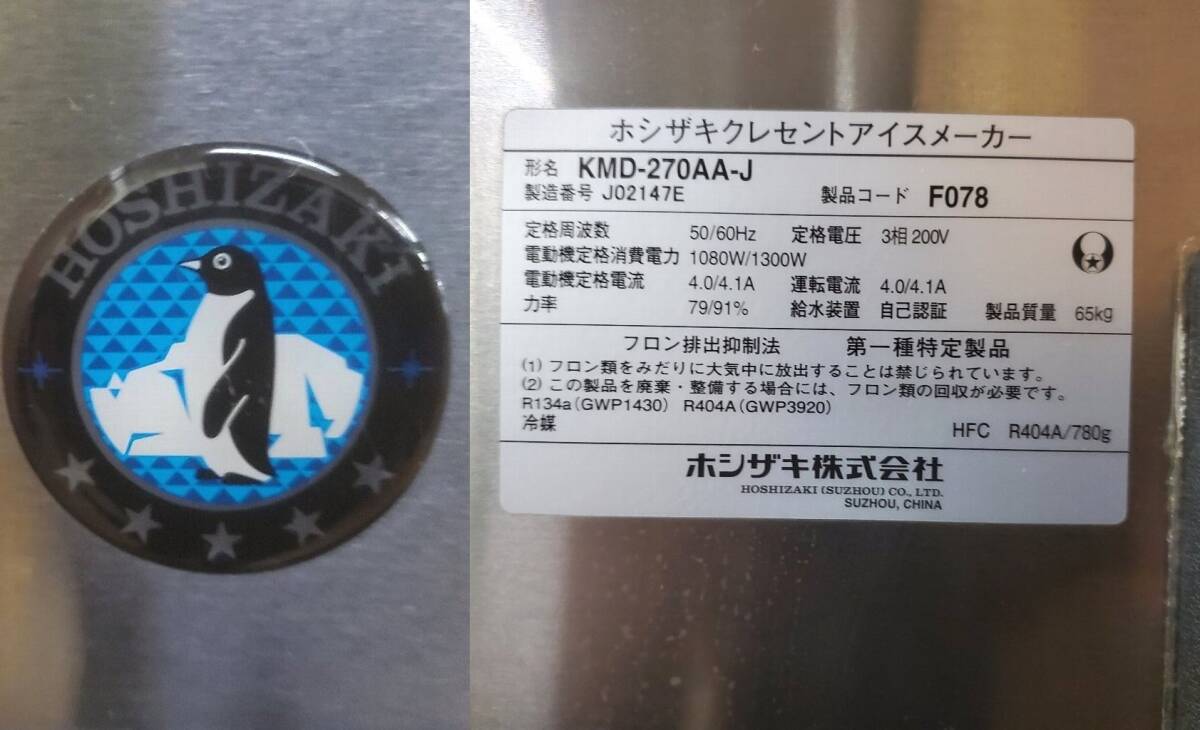 HOSHIZAKI
ホシザキクレセントアイスメーカー
形名 KMD-270AA-J
製造番号 J02147E 製品コード F078
定格周波数 50/60Hz 定格電圧 3相 200V
電動機定格消費電力 1080W/1300W
電動機定格電流 4.0/4.1A 運転電流 4.0/4.1A
力率 79/91% 給水装置 自己認証 製品質量 65kg
フロン排出抑制法 第一種特定製品
(1) フロン類をみだりに大気中に放出することは禁じられています。
(2) この製品を廃棄・整備する場合には、フロン類の回収が必要です。
R134a(GWP1430) R404A(GWP3920)
冷媒 HFC R404A/780g
ホシザキ株式会社
HOSHIZAKI (SUZHOU) CO., LTD.
SUZHOU, CHINA